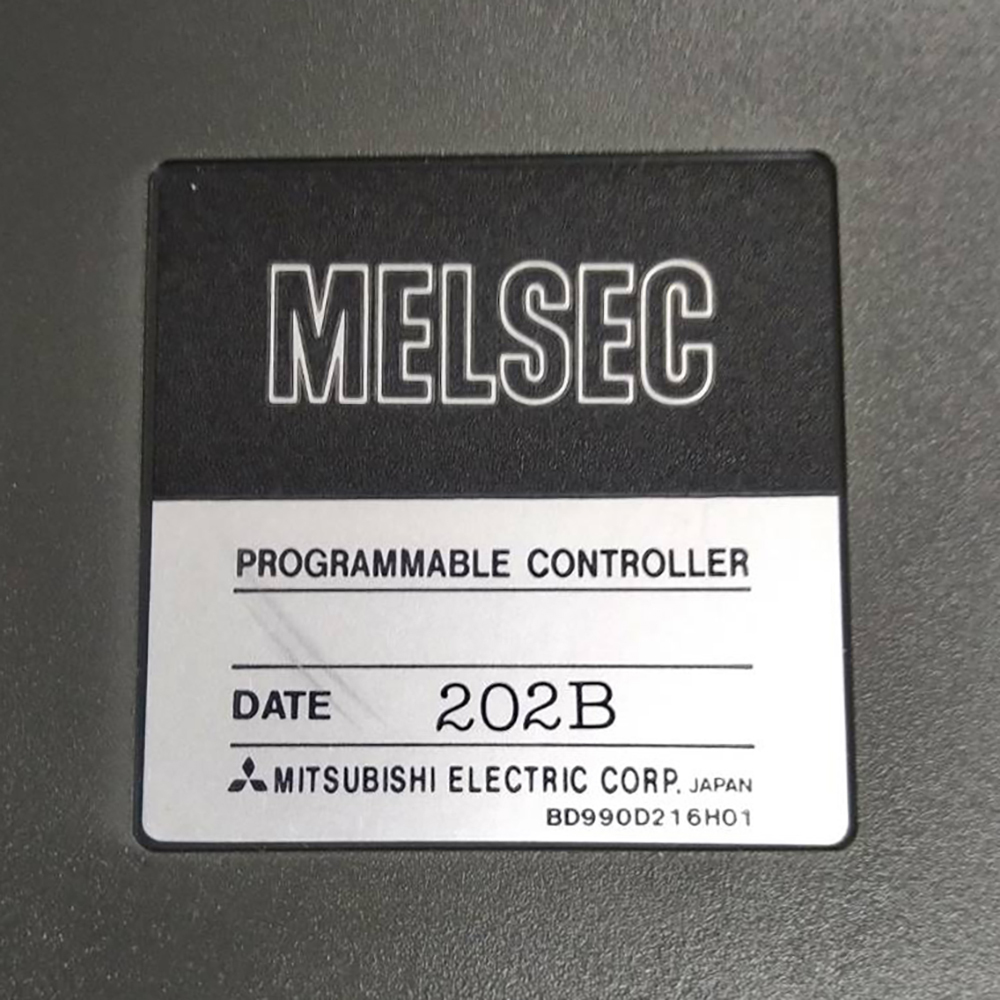 MELSEC
PROGRAMMABLE CONTROLLER
DATE 202B
MITSUBISHI ELECTRIC CORP. JAPAN
BD990D216H01